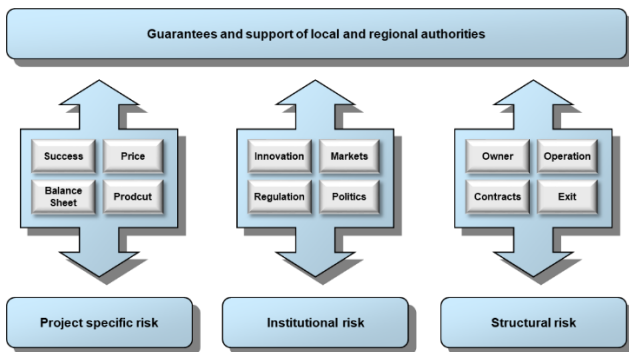 Guarantees and support of local and regional authorities
Success
Price
Balance
Sheet
Prodcut
Innovation
Markets
Regulation
Politics
Owner
Operation
Contracts
Exit
Project specific risk
Institutional risk
Structural risk